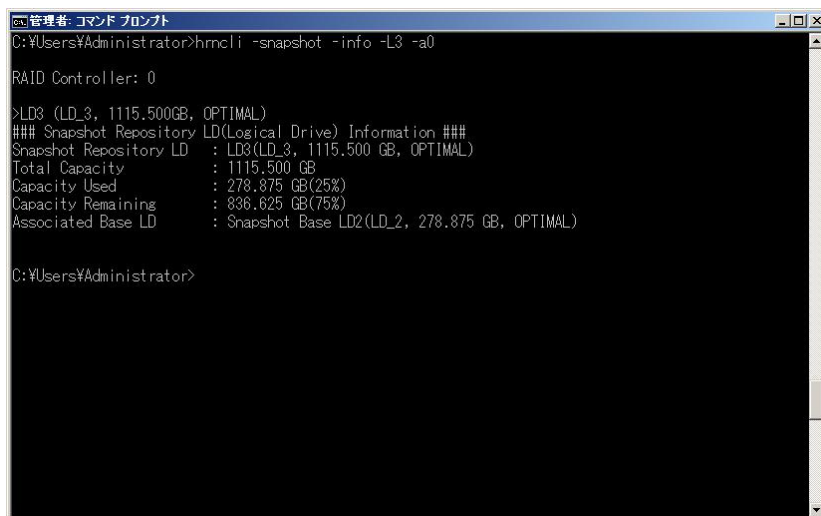 管理者: コマンド プロンプト
C:¥Users¥Administrator>hrncli -snapshot -info -L3 -a0
RAID Controller: 0
>LD3 (LD_3, 1115.500GB, OPTIMAL)
### Snapshot Repository LD(Logical Drive) Information ###
Snapshot Repository LD : LD3(LD_3, 1115.500 GB, OPTIMAL)
Total Capacity : 1115.500 GB
Capacity Used : 278.875 GB(25%)
Capacity Remaining : 836.625 GB(75%)
Associated Base LD : Snapshot Base LD2(LD_2, 278.875 GB, OPTIMAL)
C:¥Users¥Administrator>